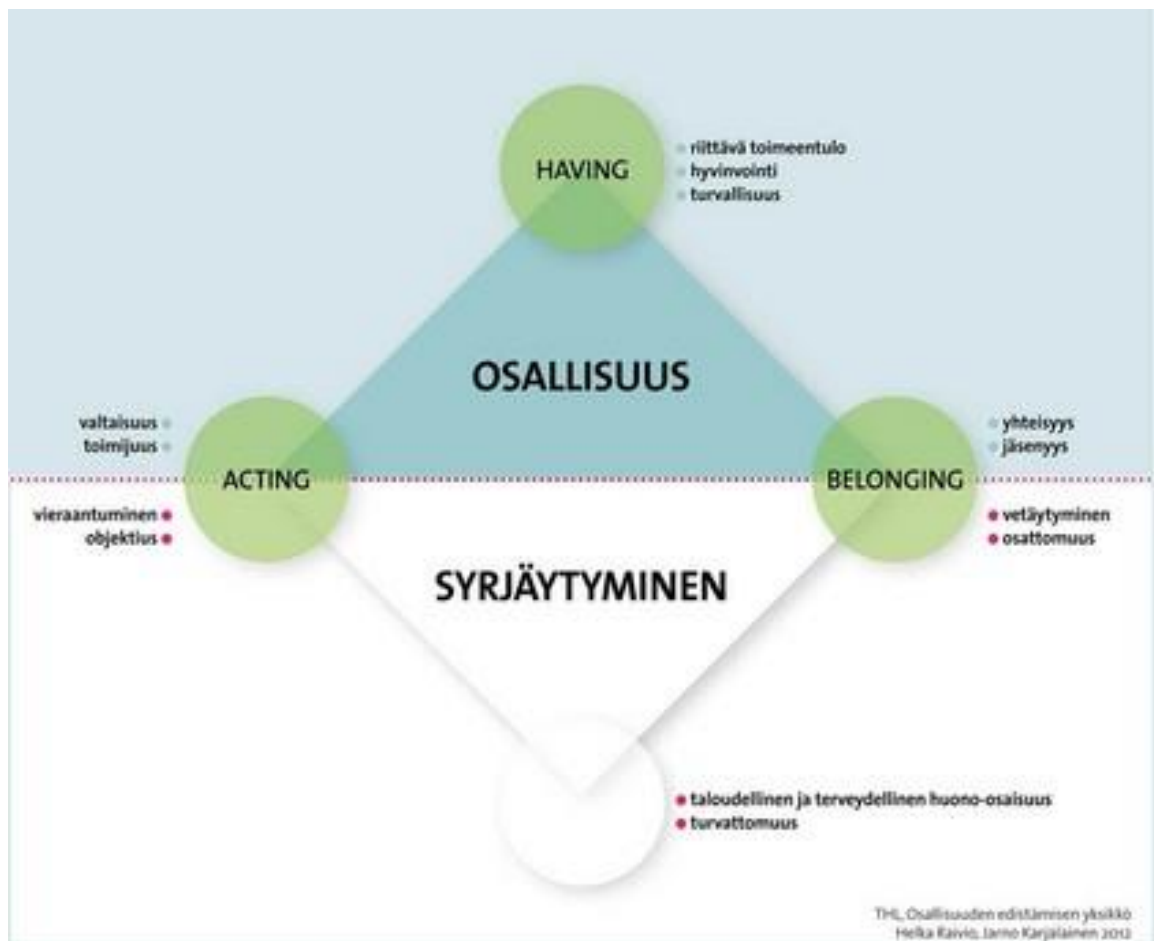 HAVING
riittävä toimeentulo
hyvinvointi
turvallisuus
OSALLISUUS
valtaisuus
toimijuus
ACTING
vieraantuminen
objektius
yhteisyys
jäsenyys
BELONGING
vetäytyminen
osattomuus
SYRJÄYTYMINEN
taloudellinen ja terveydellinen huono-osaisuus
turvattomuus
THL, Osallisuuden edistämisen yksikkö
Helka Raivio, Jarno Karjalainen 2012